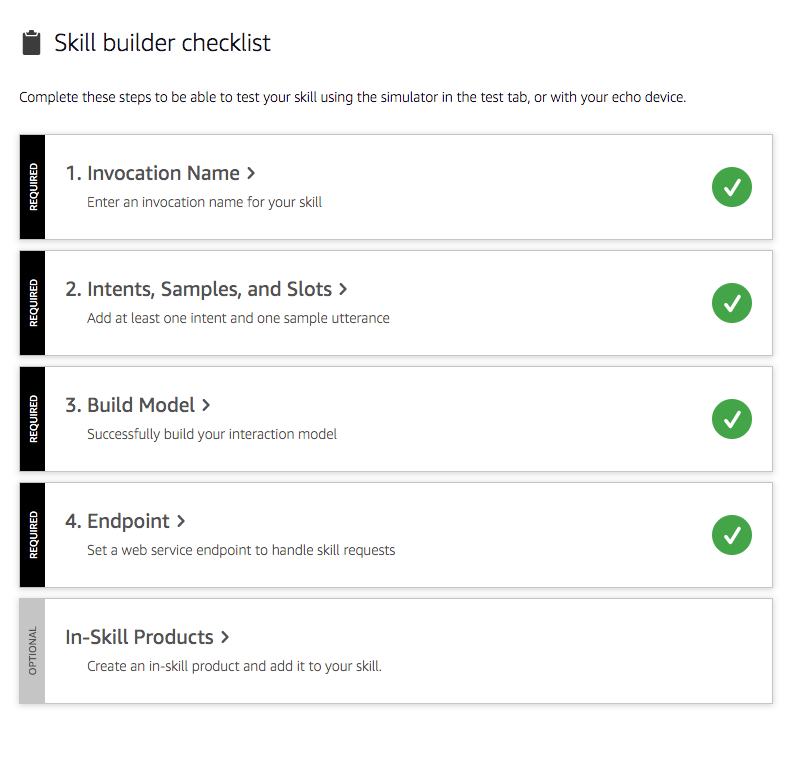 Skill builder checklist
Complete these steps to be able to test your skill using the simulator in the test tab, or with your echo device.
REQUIRED
1. Invocation Name >
Enter an invocation name for your skill
REQUIRED
2. Intents, Samples, and Slots >
Add at least one intent and one sample utterance
REQUIRED
3. Build Model >
Successfully build your interaction model
REQUIRED
4. Endpoint >
Set a web service endpoint to handle skill requests
OPTIONAL
In-Skill Products >
Create an in-skill product and add it to your skill.